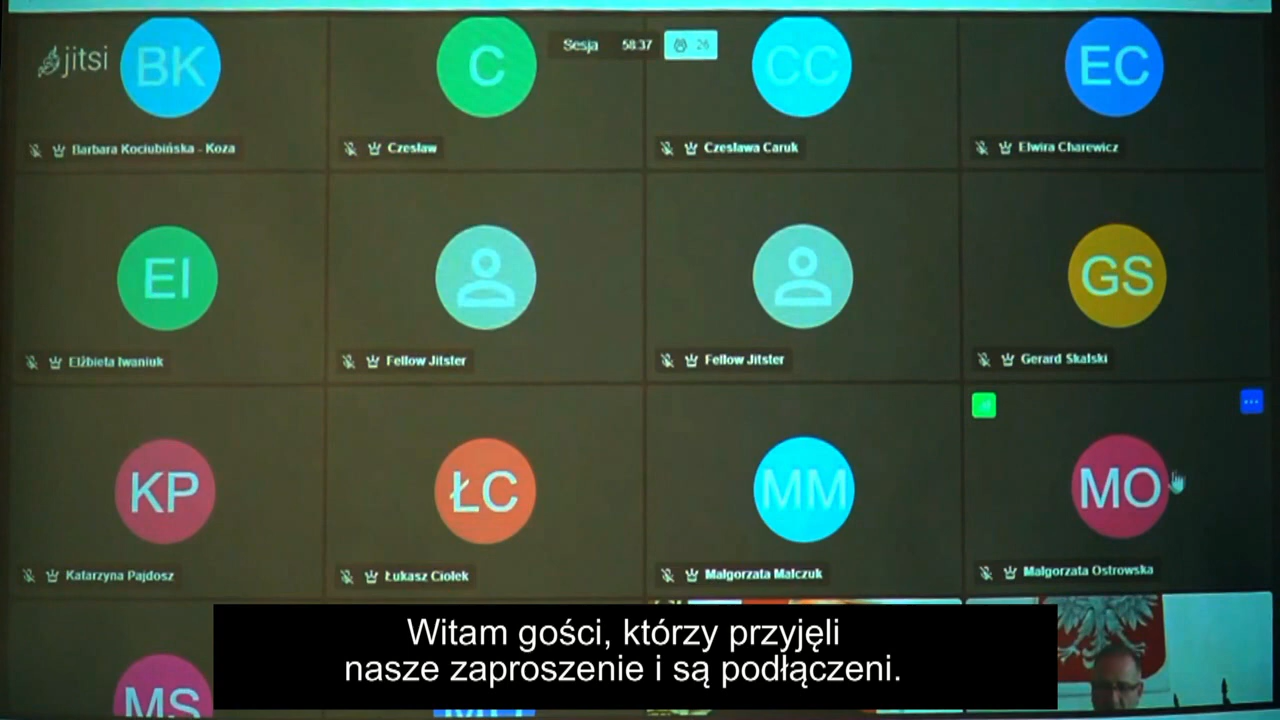 jitsi
BK
C
Sesja 58:37 26
CC
EC
Barbara Kociubińska - Koza
Czesław
Czesława Caruk
Elwira Charewicz
EI
GS
Elżbieta Iwaniuk
Fellow Jitster
Fellow Jitster
Gerard Skalski
KP
ŁC
MM
MO
Katarzyna Pajdosz
Łukasz Ciołek
Małgorzata Malczuk
Małgorzata Ostrowska
MS
Witam gości, którzy przyjęli
nasze zaproszenie i są podłączeni.